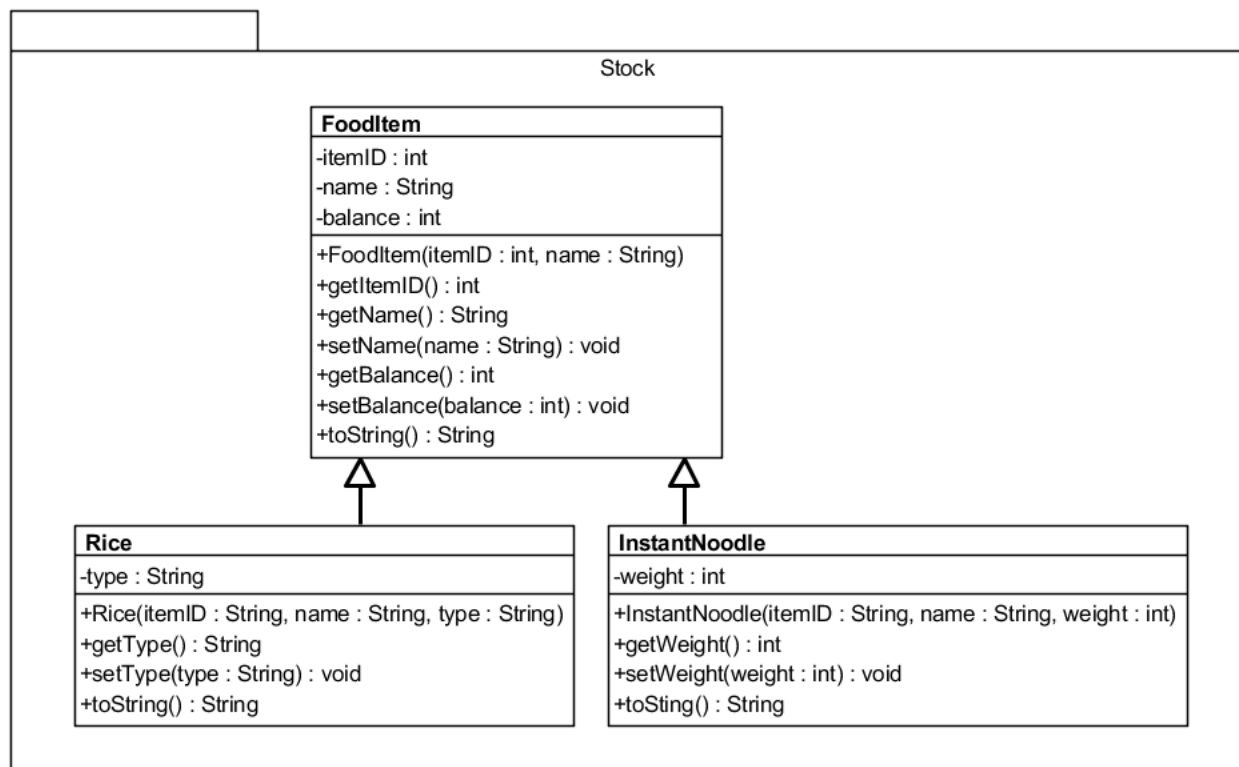 Stock
FoodItem
-itemID : int
-name : String
-balance : int
+FoodItem(itemID : int, name : String)
+getItemID() : int
+getName() : String
+setName(name : String) : void
+getBalance() : int
+setBalance(balance : int) : void
+toString() : String
Rice
-type : String
+Rice(itemID : String, name : String, type : String)
+getType() : String
+setType(type : String) : void
+toString() : String
InstantNoodle
-weight : int
+InstantNoodle(itemID : String, name : String, weight : int)
+getWeight() : int
+setWeight(weight : int) : void
+toSting() : String